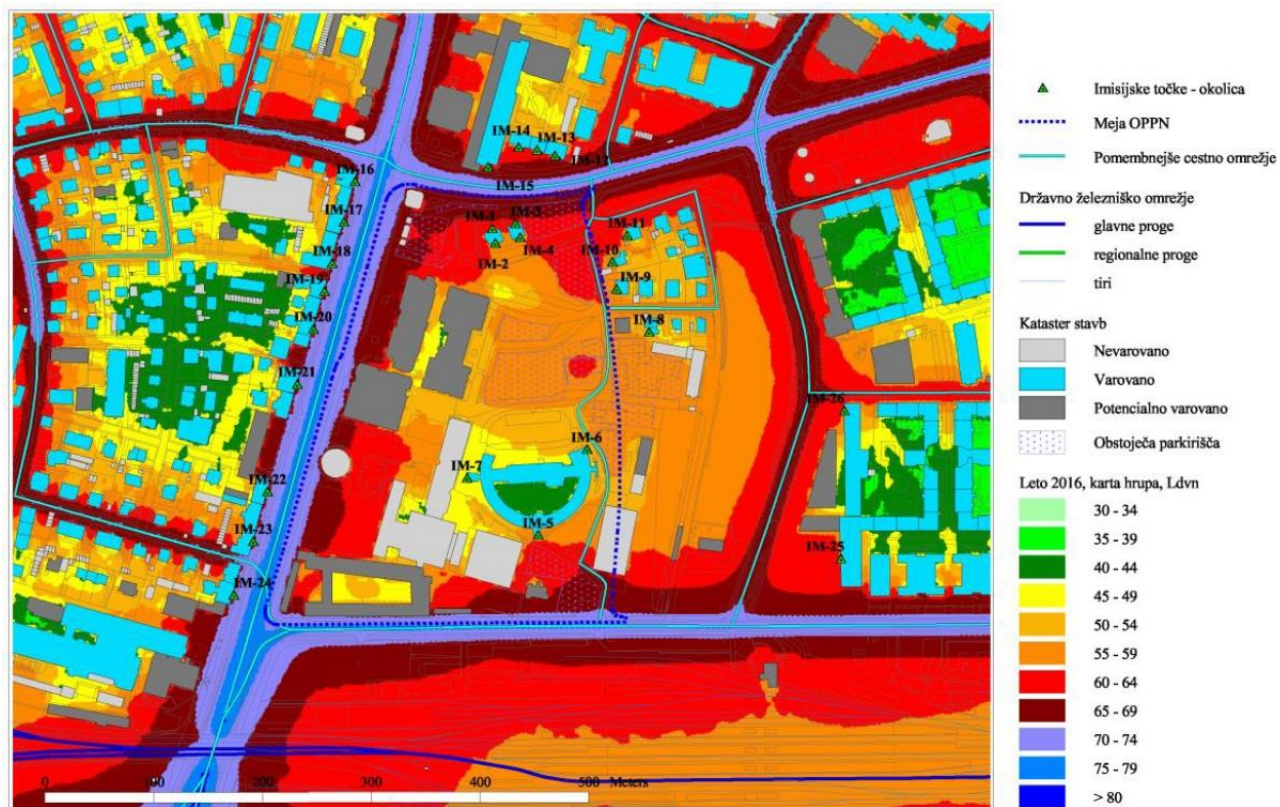 IM-14
IM-13
IM-12
IM-16
IM-15
IM-17
IM-1
IM-3
IM-11
IM-4
IM-18
IM-2
IM-10
IM-19
IM-9
IM-20
IM-8
IM-21
IM-26
IM-6
IM-7
IM-22
IM-5
IM-23
IM-25
IM-24
0
100
200
300
400
500 Meters
Imisijske točke - okolica
Meja OPPN
Pomembnejše cestno omrežje
Državno železniško omrežje
glavne proge
regionalne proge
tiri
Kataster stavb
Nevarovano
Varovano
Potencialno varovano
Obstoječa parkirišča
Leto 2016, karta hrupa, Ldvn
30 - 34
35 - 39
40 - 44
45 - 49
50 - 54
55 - 59
60 - 64
65 - 69
70 - 74
75 - 79
> 80